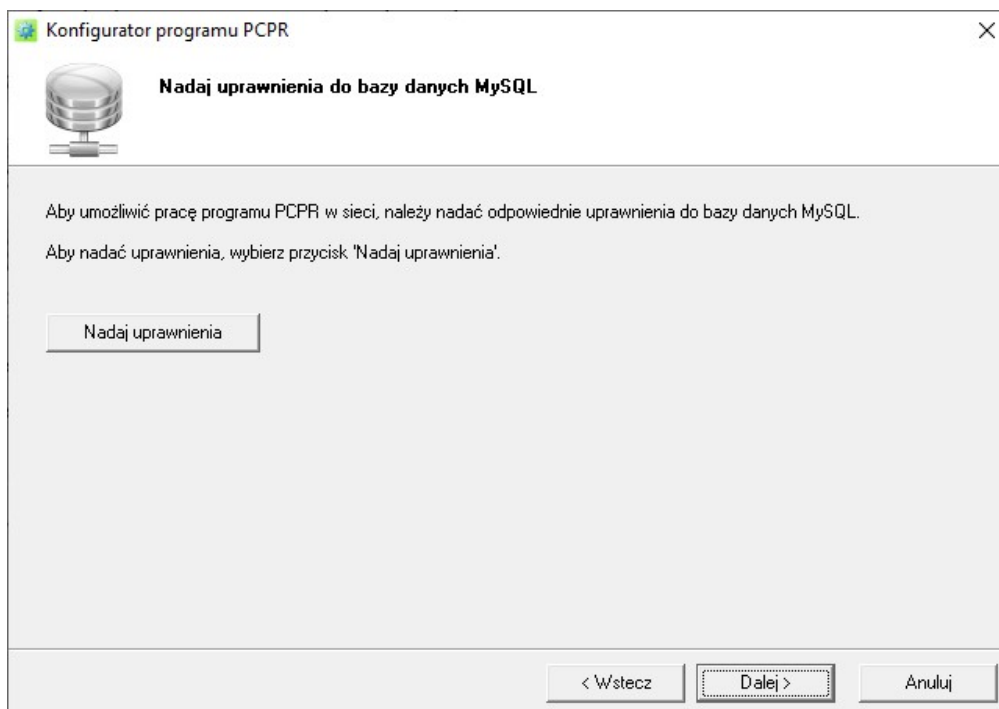 Konfigurator programu PCPR
Nadaj uprawnienia do bazy danych MySQL
Aby umożliwić pracę programu PCPR w sieci, należy nadać odpowiednie uprawnienia do bazy danych MySQL.
Aby nadać uprawnienia, wybierz przycisk 'Nadaj uprawnienia'.
Nadaj uprawnienia
< Wstecz
Dalej >
Anuluj